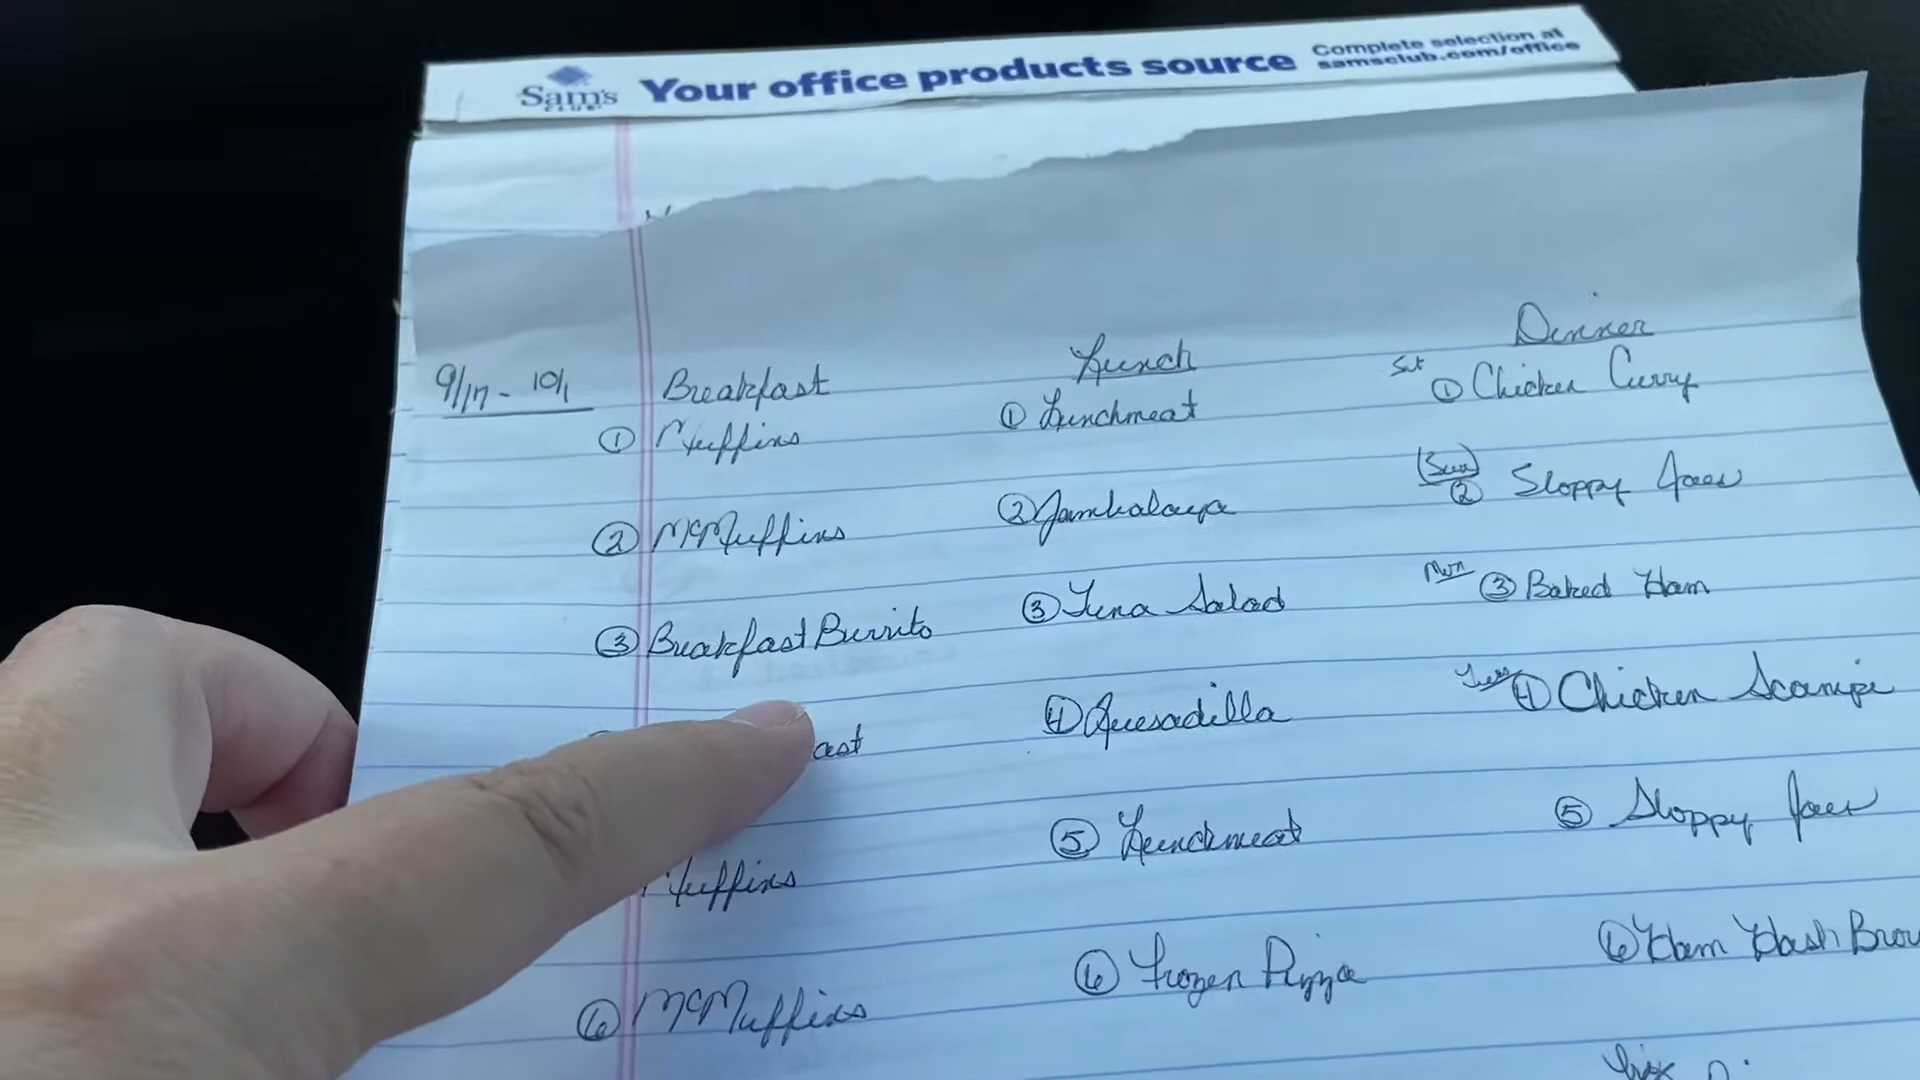 Sam's CLUB Your office products source Complete selection at
samsclub.com/office
9/17 - 10/1 Breakfast Lunch Dinner
① Muffins ① Lunchmeat Sat ① Chicken Curry
② McMuffins ② Jambalaya (Sun) ② Sloppy Joes
③ Breakfast Burrito ③ Tuna Salad Mon ③ Baked Ham
ast ④ Quesadilla Tues ④ Chicken Scampi
Muffins ⑤ Lunchmeat ⑤ Sloppy Joes
⑥ McMuffins ⑥ Frozen Pizza ⑥ Ham Hash Brow